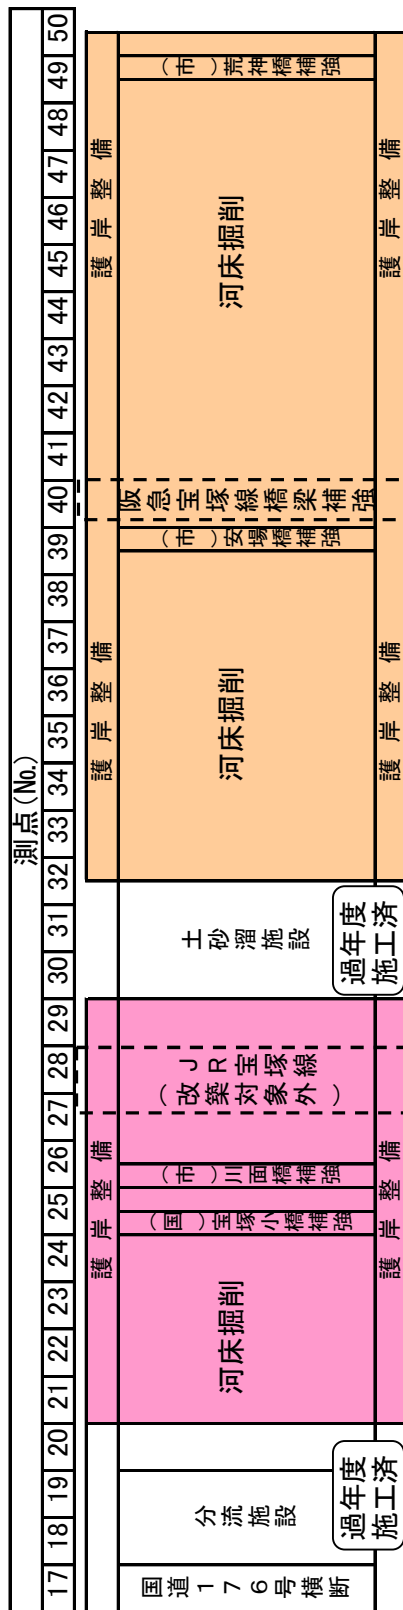 測点(No.)
50
49
48
47
46
45
44
43
42
41
40
39
38
37
36
35
34
33
32
31
30
29
28
27
26
25
24
23
22
21
20
19
18
17
護岸整備
(市)荒神橋補強
河床掘削
護岸整備
阪急宝塚線橋梁補強
(市)安場橋補強
護岸整備
河床掘削
護岸整備
土砂溜施設
過年度
施工済
JR宝塚線
(改築対象外)
護岸整備
(市)川面橋補強
(国)宝塚小橋補強
河床掘削
護岸整備
分流施設
過年度
施工済
国道176号横断